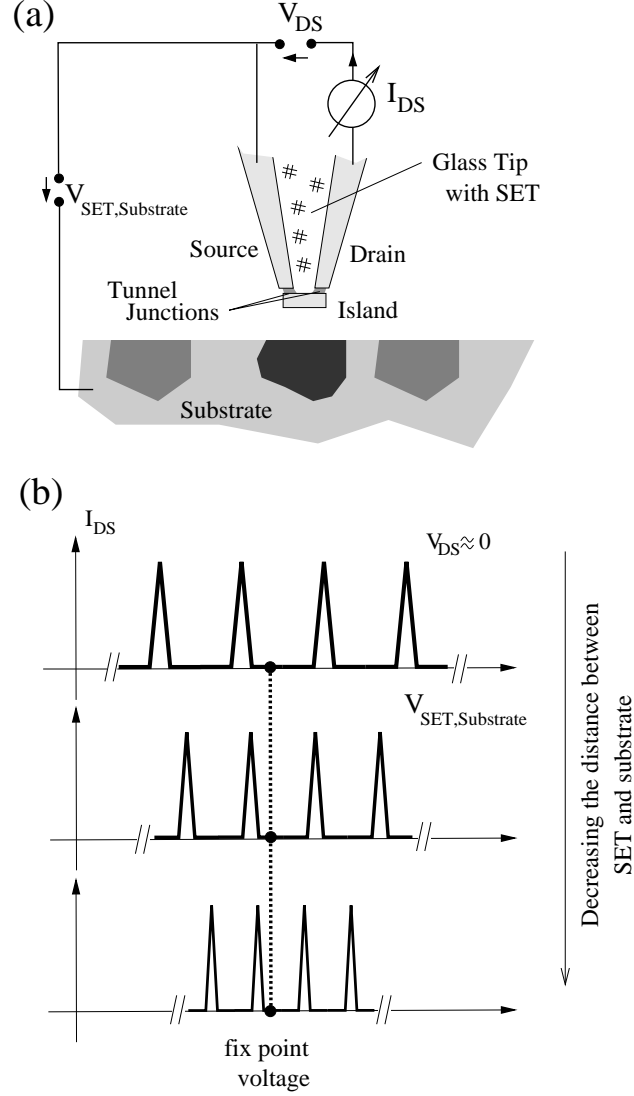 (a)
V_DS
I_DS
Glass Tip
with SET
V_SET,Substrate
Source
Drain
Tunnel
Junctions
Island
Substrate
(b)
I_DS
V_DS ≈ 0
V_SET,Substrate
Decreasing the distance between
SET and substrate
fix point
voltage